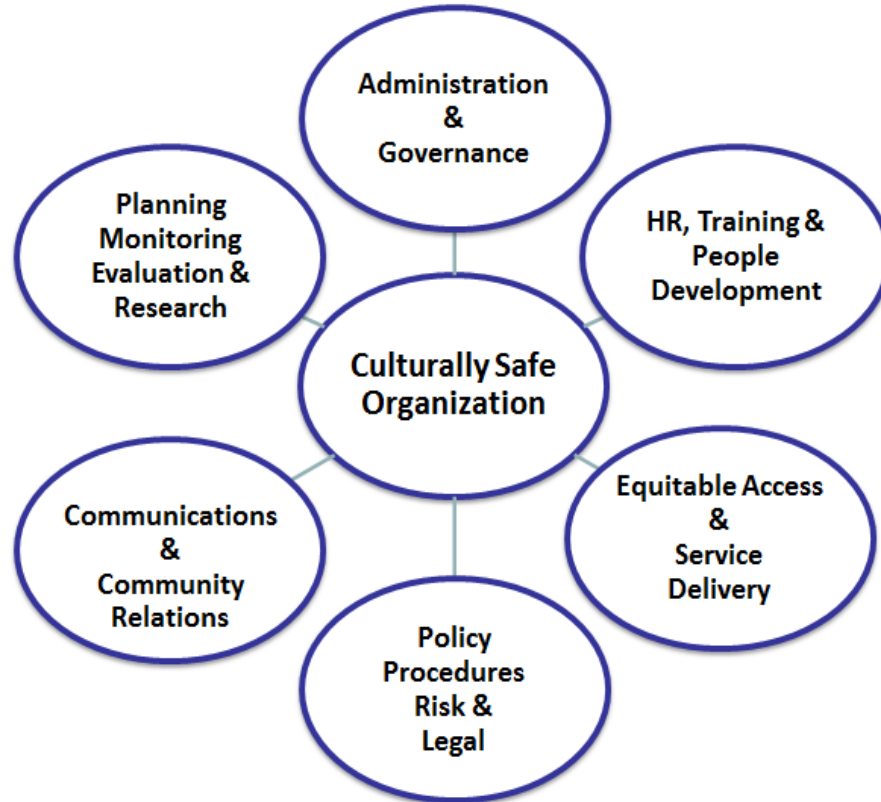 Administration
&
Governance
HR, Training &
People
Development
Equitable Access
&
Service
Delivery
Policy
Procedures
Risk &
Legal
Communications
&
Community
Relations
Planning
Monitoring
Evaluation &
Research
Culturally Safe
Organization